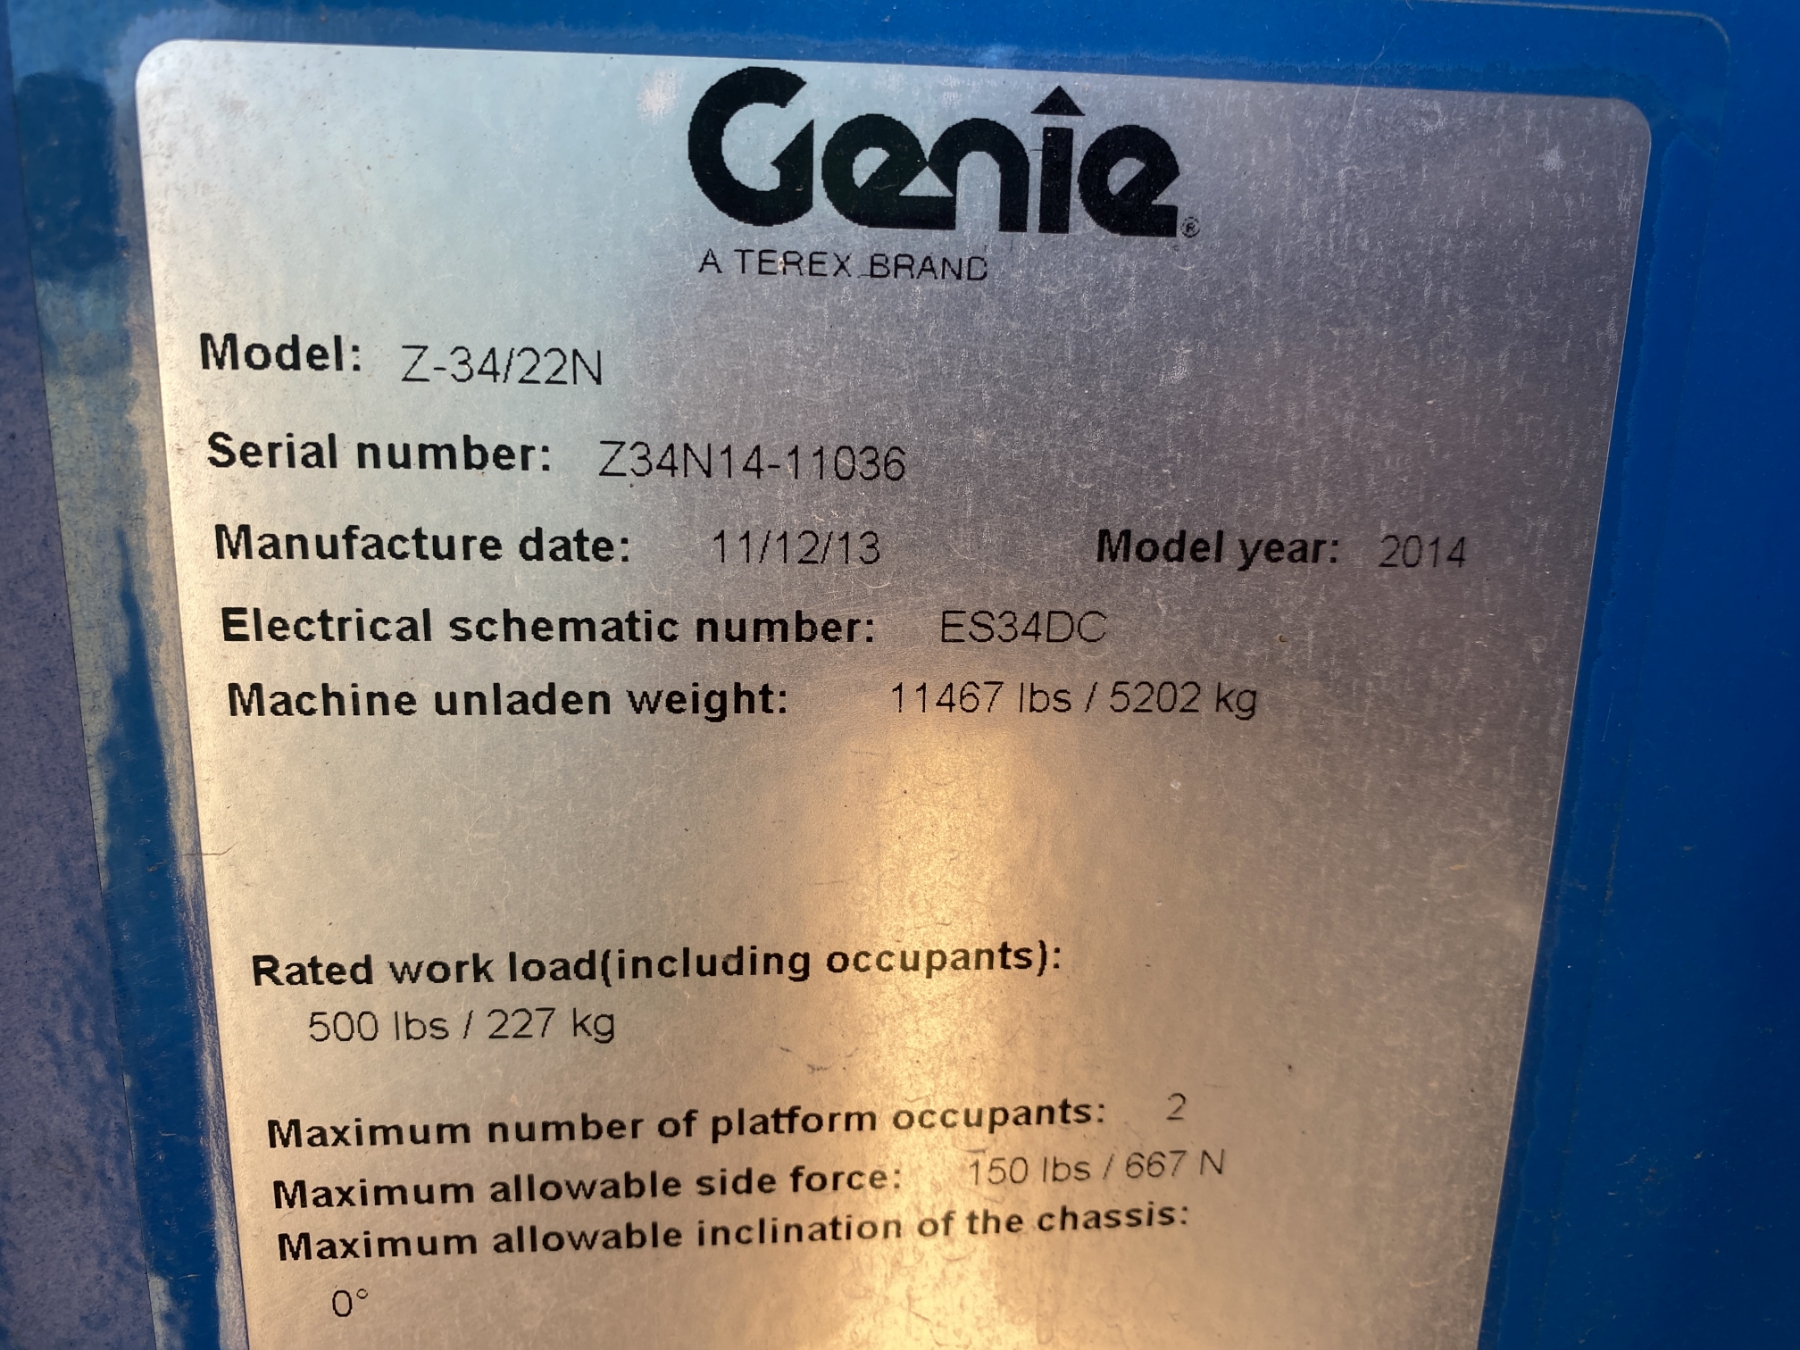 Genie®
A TEREX BRAND
Model: Z-34/22N
Serial number: Z34N14-11036
Manufacture date: 11/12/13 Model year: 2014
Electrical schematic number: ES34DC
Machine unladen weight: 11467 lbs / 5202 kg
Rated work load(including occupants):
500 lbs / 227 kg
Maximum number of platform occupants: 2
Maximum allowable side force: 150 lbs / 667 N
Maximum allowable inclination of the chassis:
0°